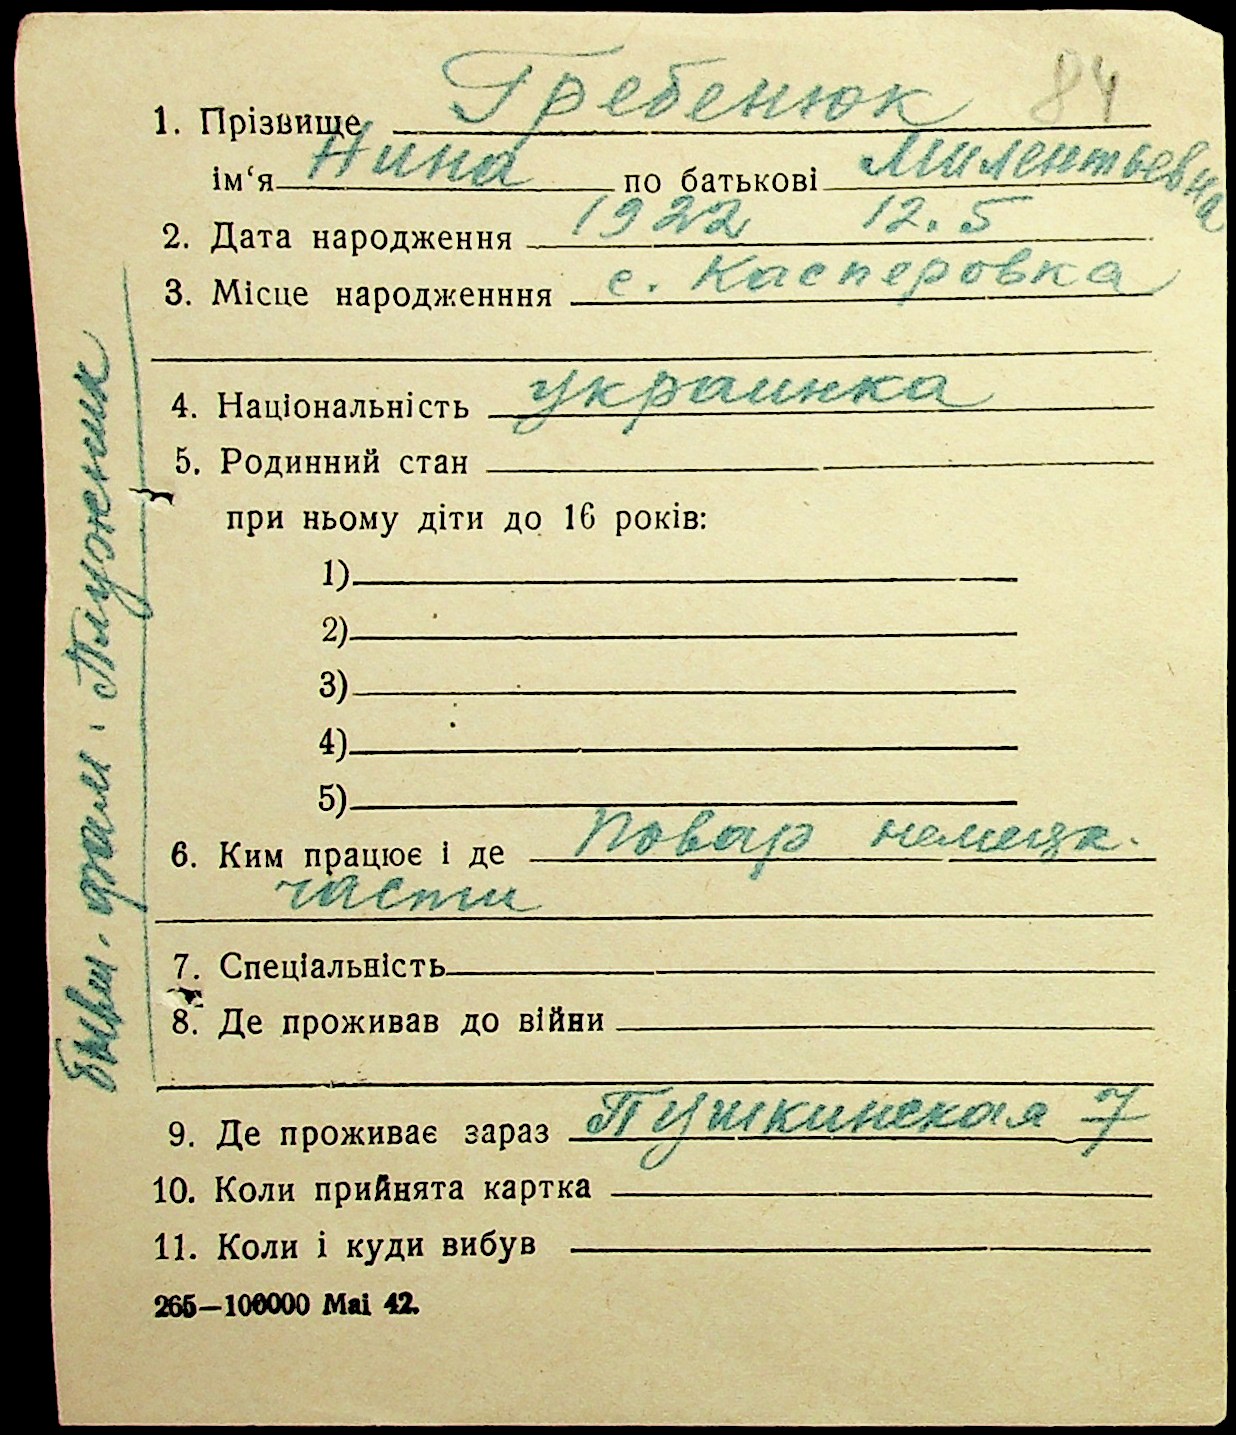 84
1. Прізвище Гребенюк
ім‘я Нина по батькові Милентьевна
2. Дата народження 1922 12.5
3. Місце народженння с. Касперовка
4. Національність украинка
5. Родинний стан
при ньому діти до 16 років:
1)
2)
3)
4)
5)
6. Ким працює і де Повар немецк.
части
7. Спеціальність
8. Де проживав до війни
9. Де проживає зараз Пушкинская 7
10. Коли прийнята картка
11. Коли і куди вибув
265—100000 Mai 42.
бывш. фам. Плуженик